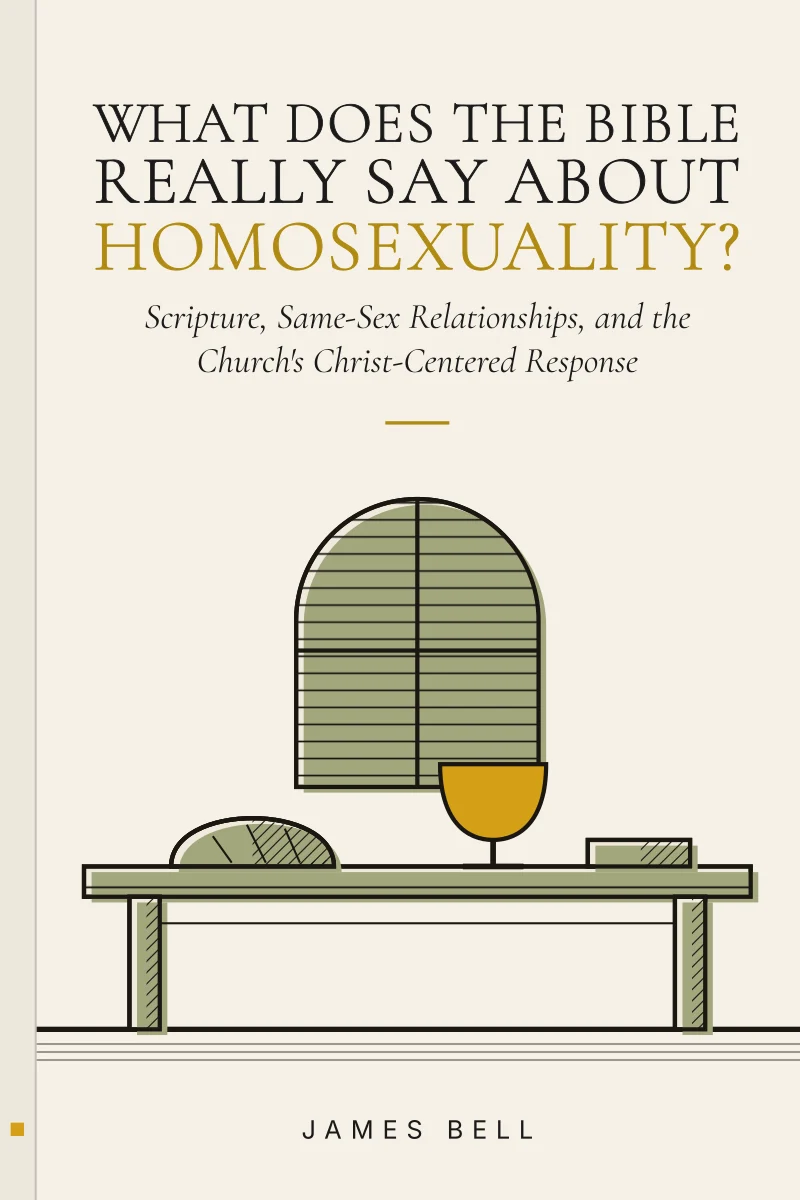 WHAT DOES THE BIBLE
REALLY SAY ABOUT
HOMOSEXUALITY?
Scripture, Same-Sex Relationships, and the
Church's Christ-Centered Response
JAMES BELL